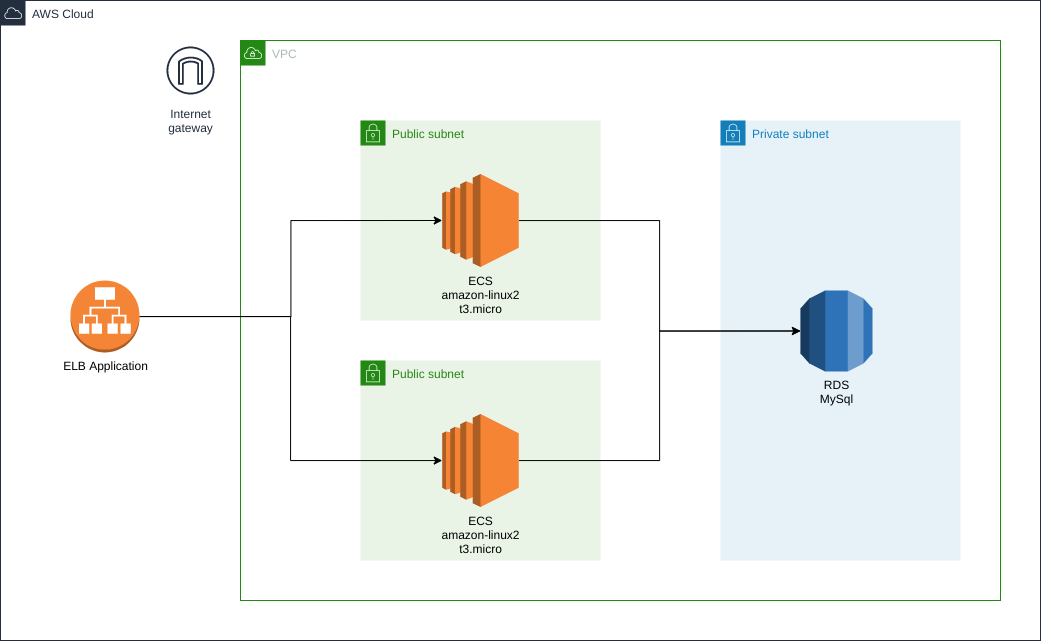 AWS Cloud
VPC
Internet
gateway
Public subnet
Private subnet
ECS
amazon-linux2
t3.micro
ELB Application
Public subnet
RDS
MySql
ECS
amazon-linux2
t3.micro